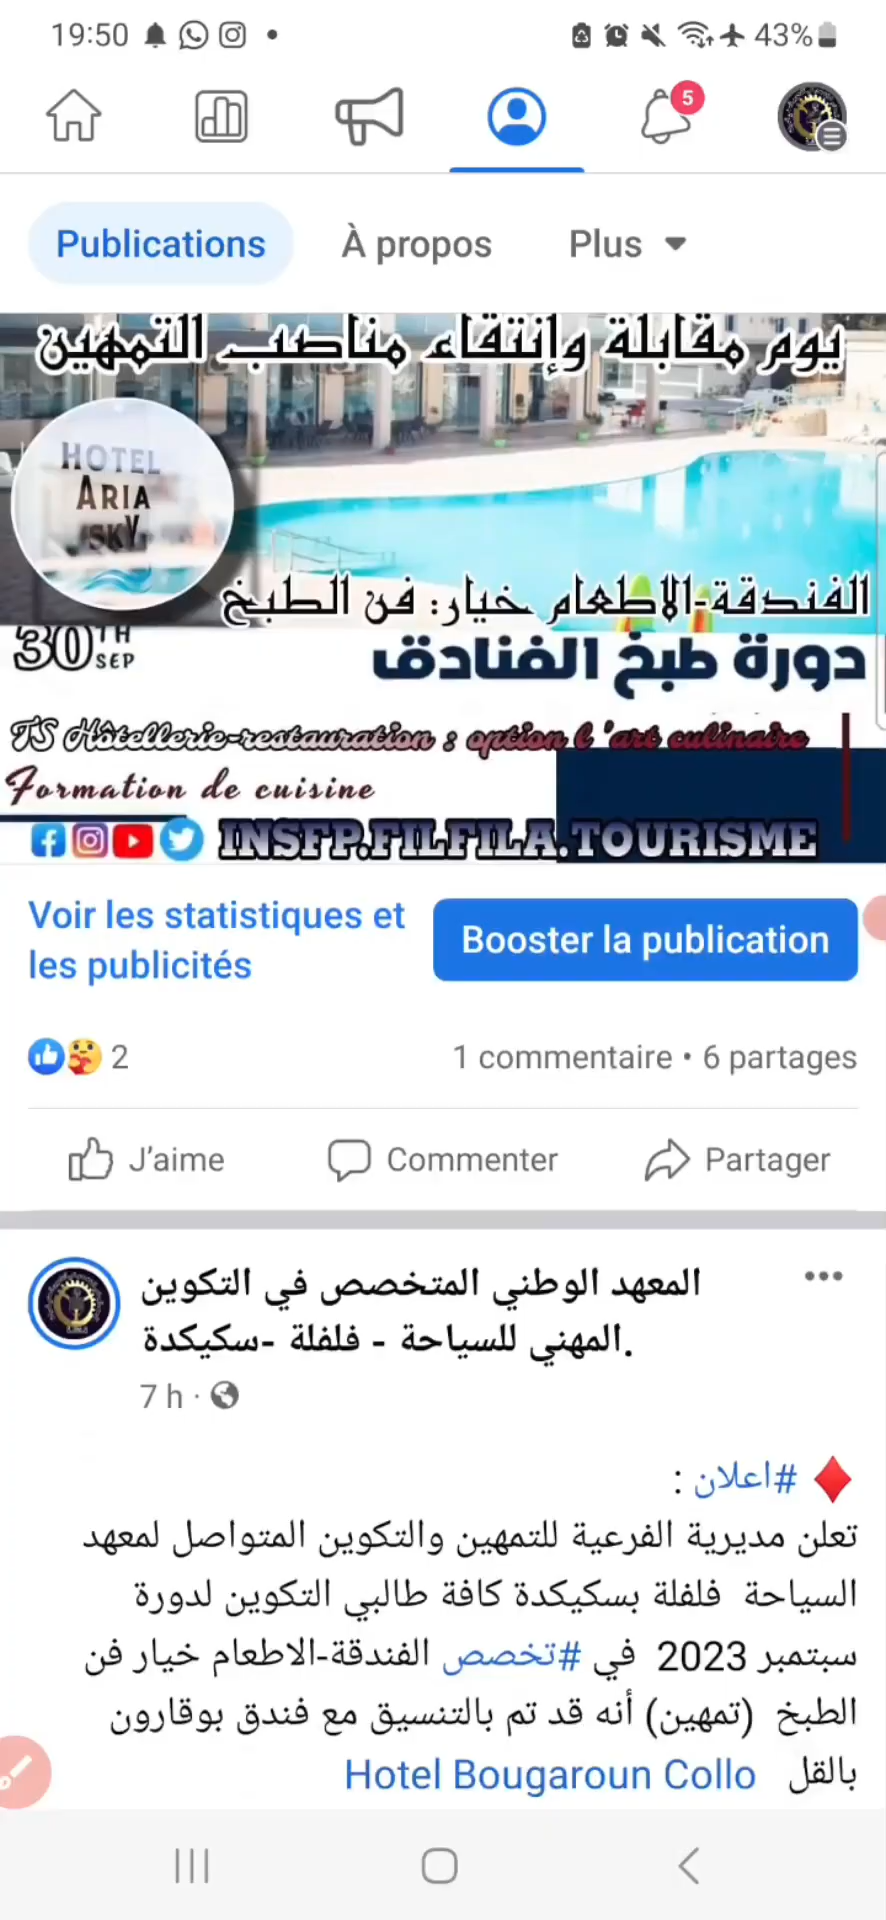 19:50
43%
5
Publications
À propos
Plus
يوم مقابلة وإنتقاء مناصب التمهين
HOTEL
ARIA
SKY
الفندقة-الاطعام خيار: فن الطبخ
30TH
SEP
دورة طبخ الفنادق
TS Hôtellerie-restauration : option l'art culinaire
Formation de cuisine
INSFP.FILFILA.TOURISME
Voir les statistiques et
les publicités
Booster la publication
2
1 commentaire • 6 partages
J'aime
Commenter
Partager
المعهد الوطني المتخصص في التكوين
المهني للسياحة - فلفلة -سكيكدة.
7 h ·
#اعلان :
تعلن مديرية الفرعية للتمهين والتكوين المتواصل لمعهد
السياحة فلفلة بسكيكدة كافة طالبي التكوين لدورة
سبتمبر 2023 في #تخصص الفندقة-الاطعام خيار فن
الطبخ (تمهين) أنه قد تم بالتنسيق مع فندق بوقارون
بالقل Hotel Bougaroun Collo